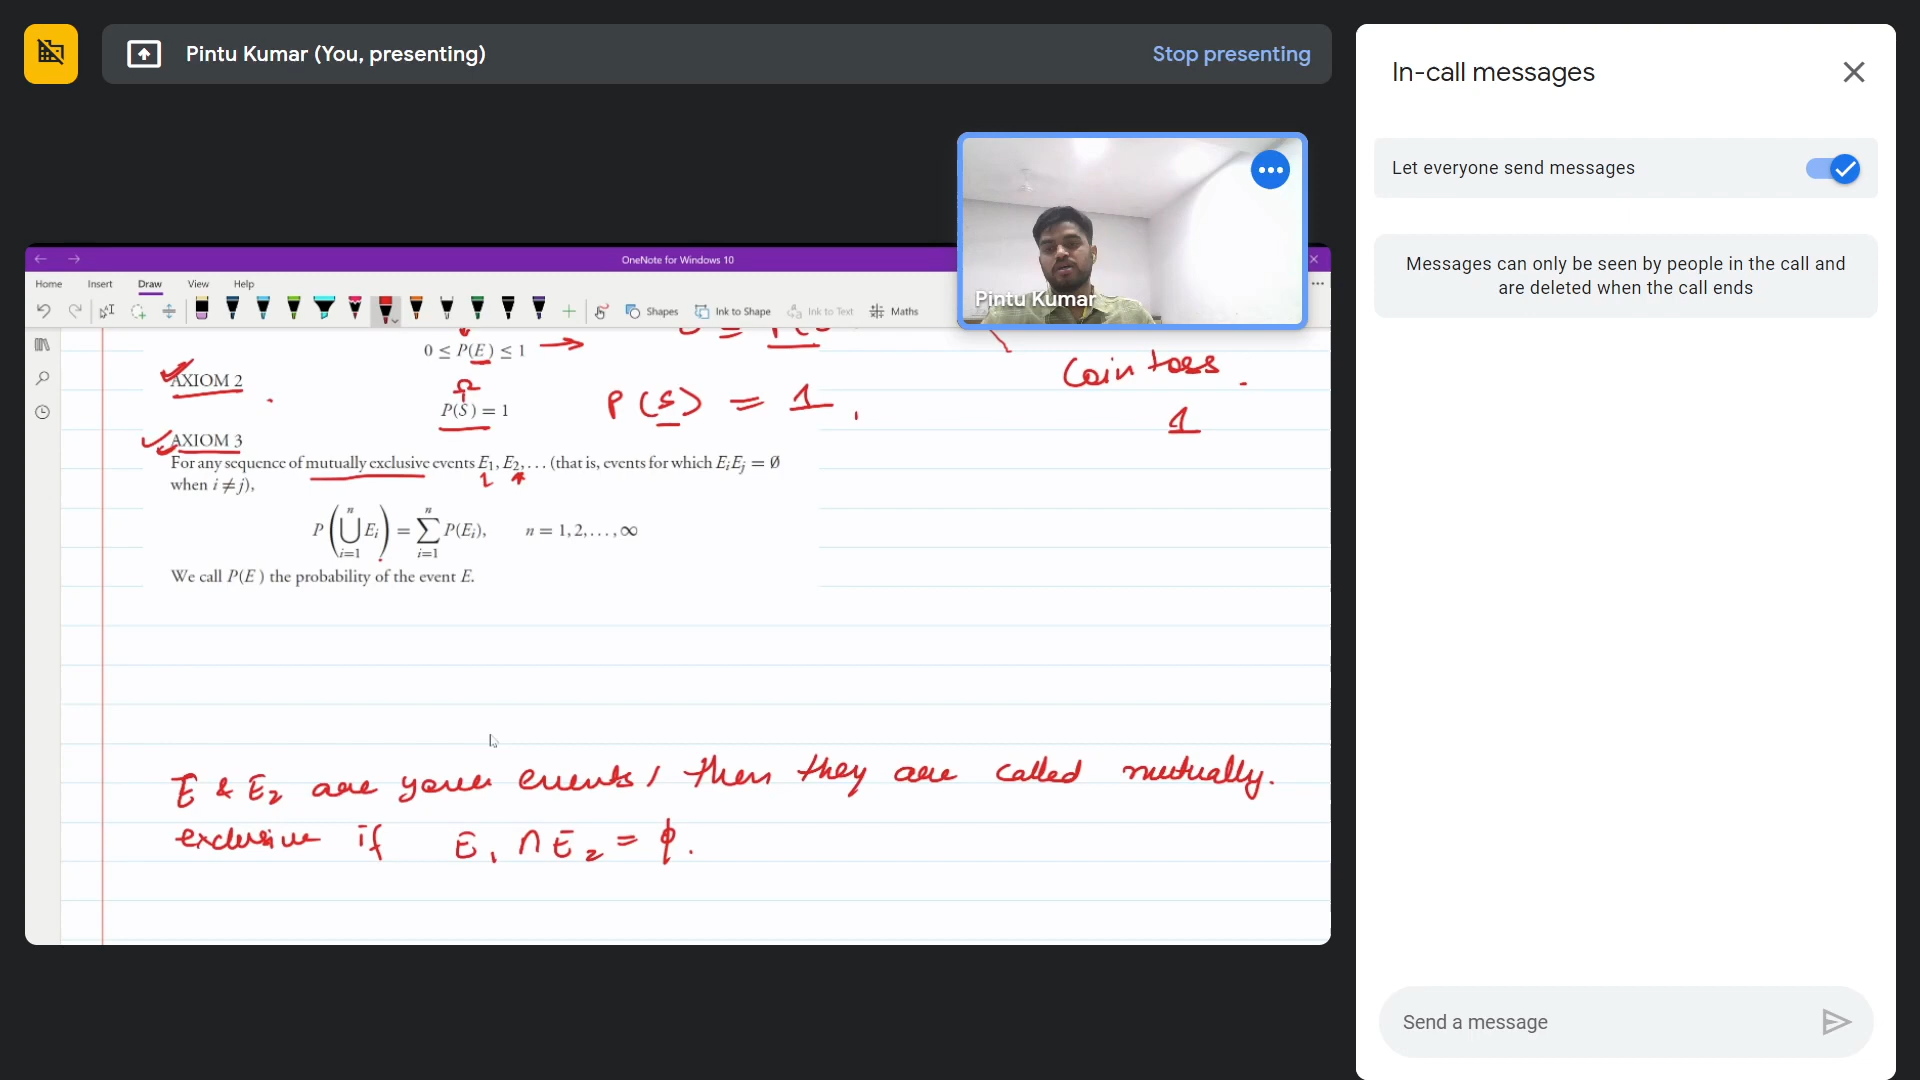 Pintu Kumar (You, presenting)
Stop presenting
In-call messages
Let everyone send messages
Messages can only be seen by people in the call and
are deleted when the call ends
Pintu Kumar
OneNote for Windows 10
Home Insert Draw View Help
Shapes Ink to Shape Ink to Text Maths
0 ≤ P(E) ≤ 1
Coin toss.
AXIOM 2
Ω
P(S) = 1 P(S) = 1.
1
AXIOM 3
For any sequence of mutually exclusive events E₁, E₂, ... (that is, events for which EᵢEⱼ = Ø
when i ≠ j),
P(⋃ᵢ₌₁ⁿ Eᵢ) = ∑ᵢ₌₁ⁿ P(Eᵢ), n = 1, 2, ..., ∞
We call P(E) the probability of the event E.
E & E₂ are events, then they are called mutually.
exclusive if E₁ ∩ E₂ = ϕ.
Send a message